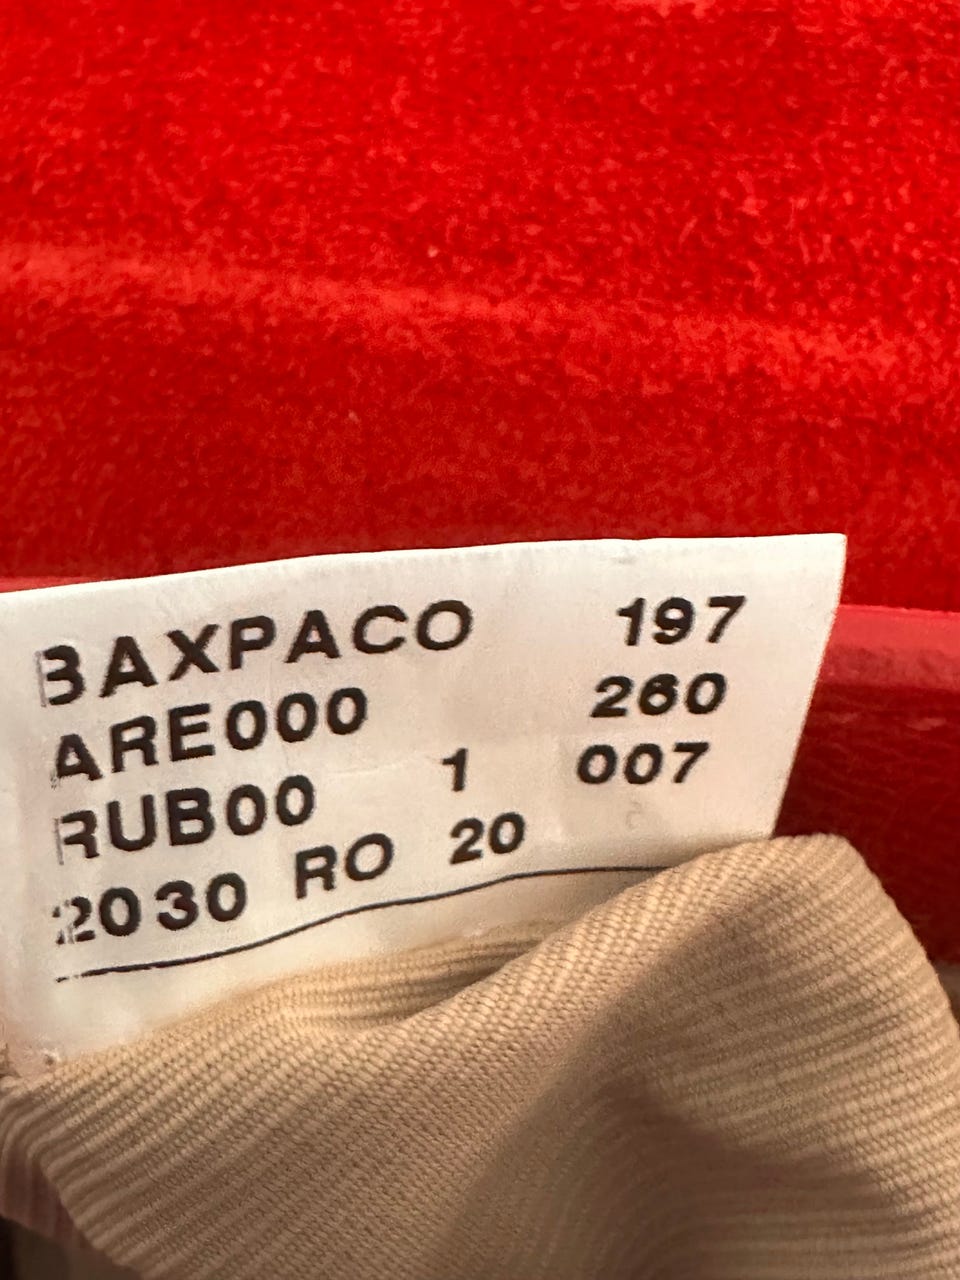 BAXPACO 197
ARE000 260
RUB00 1 007
2030 RO 20